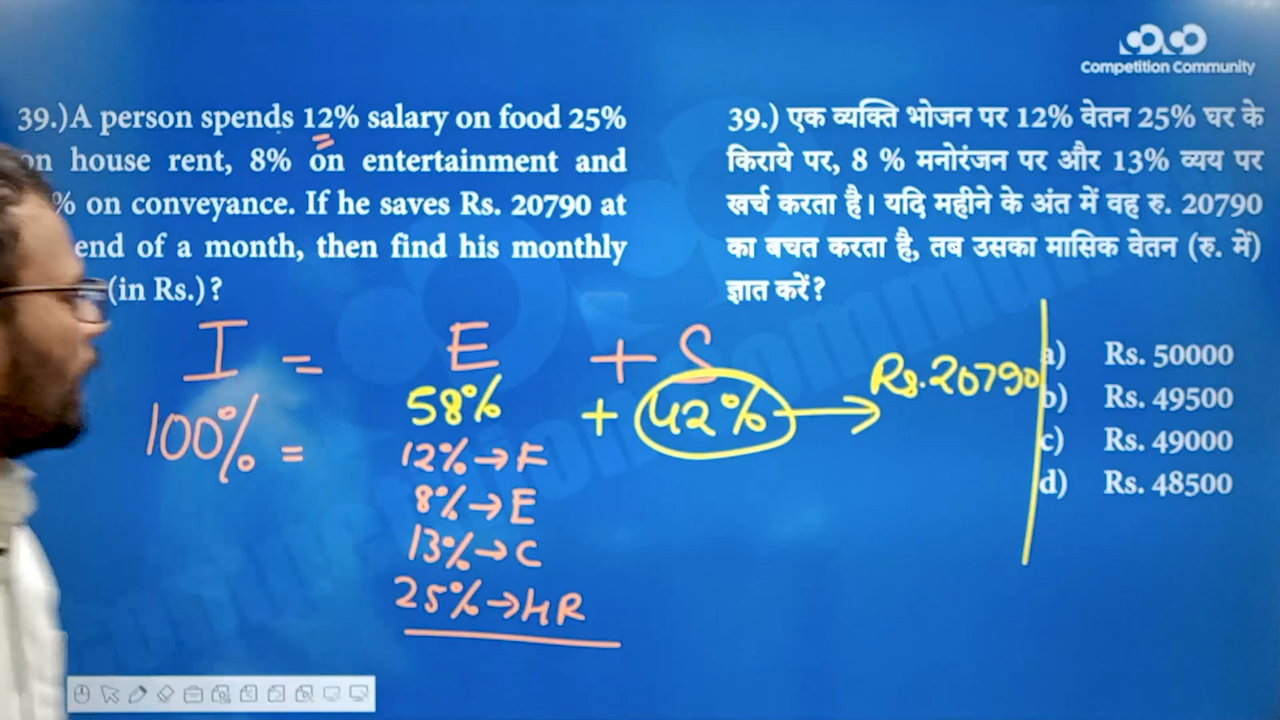 Competition Community
39.)A person spends 12% salary on food 25%
on house rent, 8% on entertainment and
% on conveyance. If he saves Rs. 20790 at
end of a month, then find his monthly
(in Rs.)?
39.) एक व्यक्ति भोजन पर 12% वेतन 25% घर के
किराये पर, 8 % मनोरंजन पर और 13% व्यय पर
खर्च करता है। यदि महीने के अंत में वह रु. 20790
का बचत करता है, तब उसका मासिक वेतन (रु. में)
ज्ञात करें?
I = E + S
100% = 58% + 42% → Rs.20790
12% → F
8% → E
13% → C
25% → HR
a) Rs. 50000
b) Rs. 49500
c) Rs. 49000
d) Rs. 48500